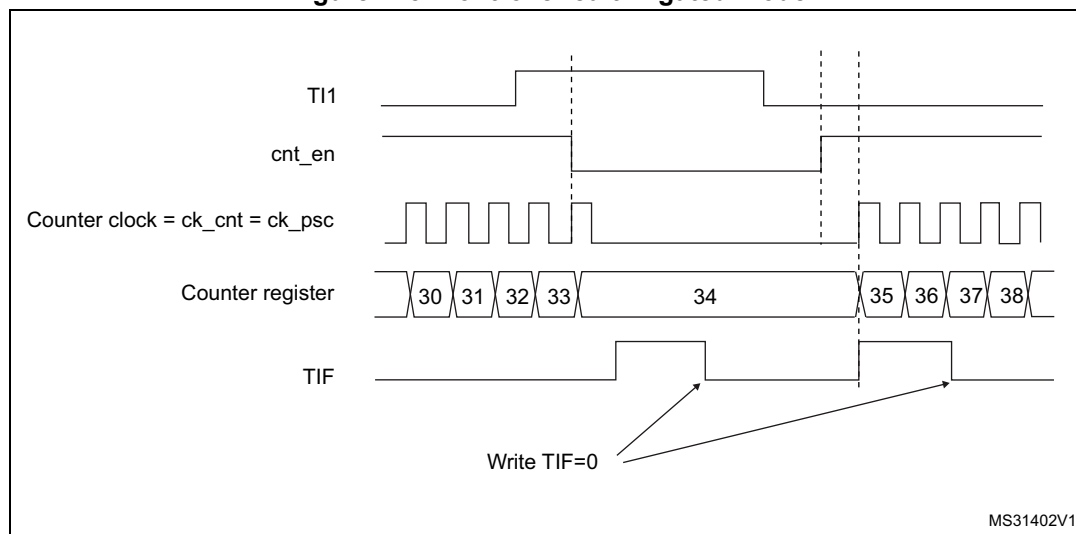 TI1
cnt_en
Counter clock = ck_cnt = ck_psc
Counter register
30 31 32 33 34 35 36 37 38
TIF
Write TIF=0
MS31402V1